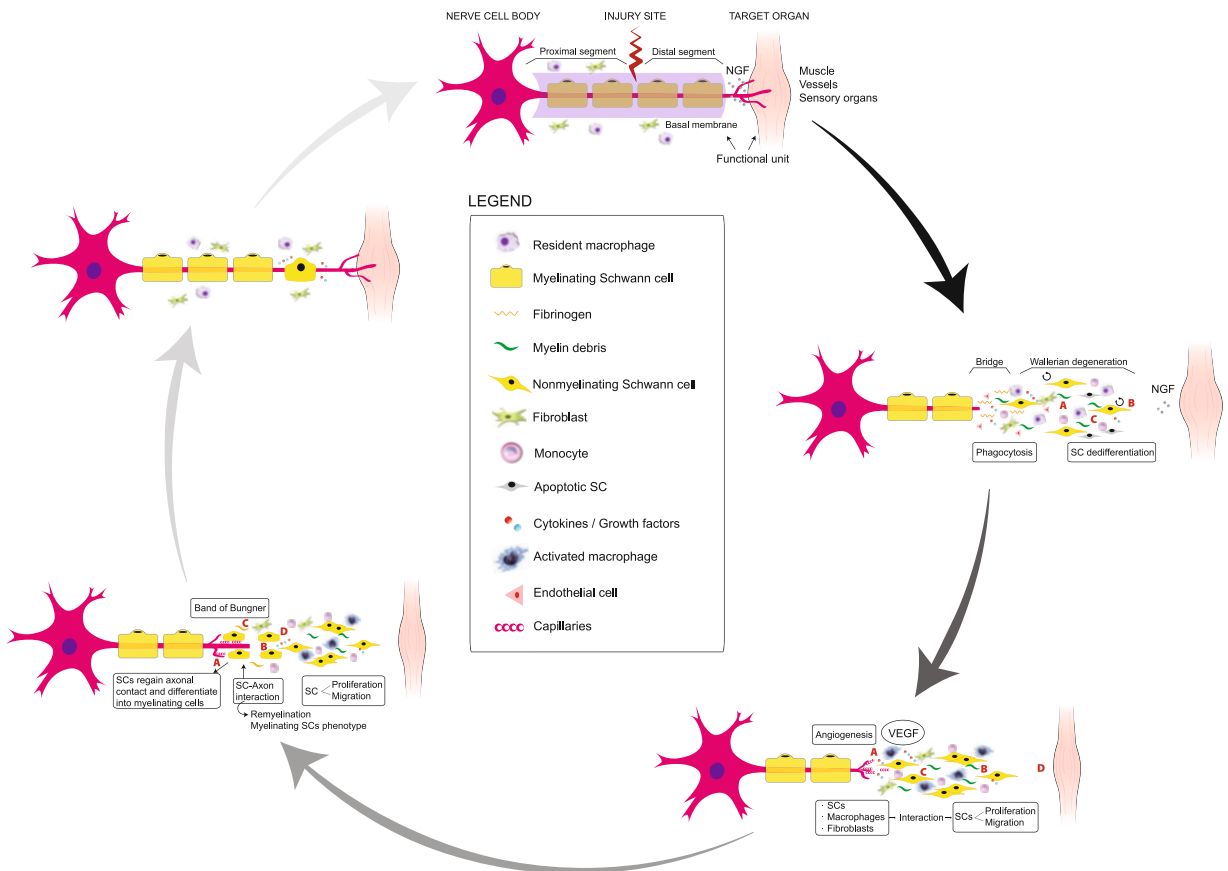 NERVE CELL BODY
INJURY SITE
TARGET ORGAN
Proximal segment
Distal segment
NGF
Muscle
Vessels
Sensory organs
Basal membrane
Functional unit
LEGEND
Resident macrophage
Myelinating Schwann cell
Fibrinogen
Myelin debris
Nonmyelinating Schwann cell
Fibroblast
Monocyte
Apoptotic SC
Cytokines / Growth factors
Activated macrophage
Endothelial cell
Capillaries
Bridge
Wallerian degeneration
NGF
A
B
C
Phagocytosis
SC dedifferentiation
Angiogenesis
VEGF
A
C
B
D
· SCs
· Macrophages
· Fibroblasts
Interaction
SCs
Proliferation
Migration
Band of Bungner
C
D
B
A
SCs regain axonal
contact and differentiate
into myelinating cells
SC-Axon
interaction
SC
Proliferation
Migration
Remyelination
Myelinating SCs phenotype